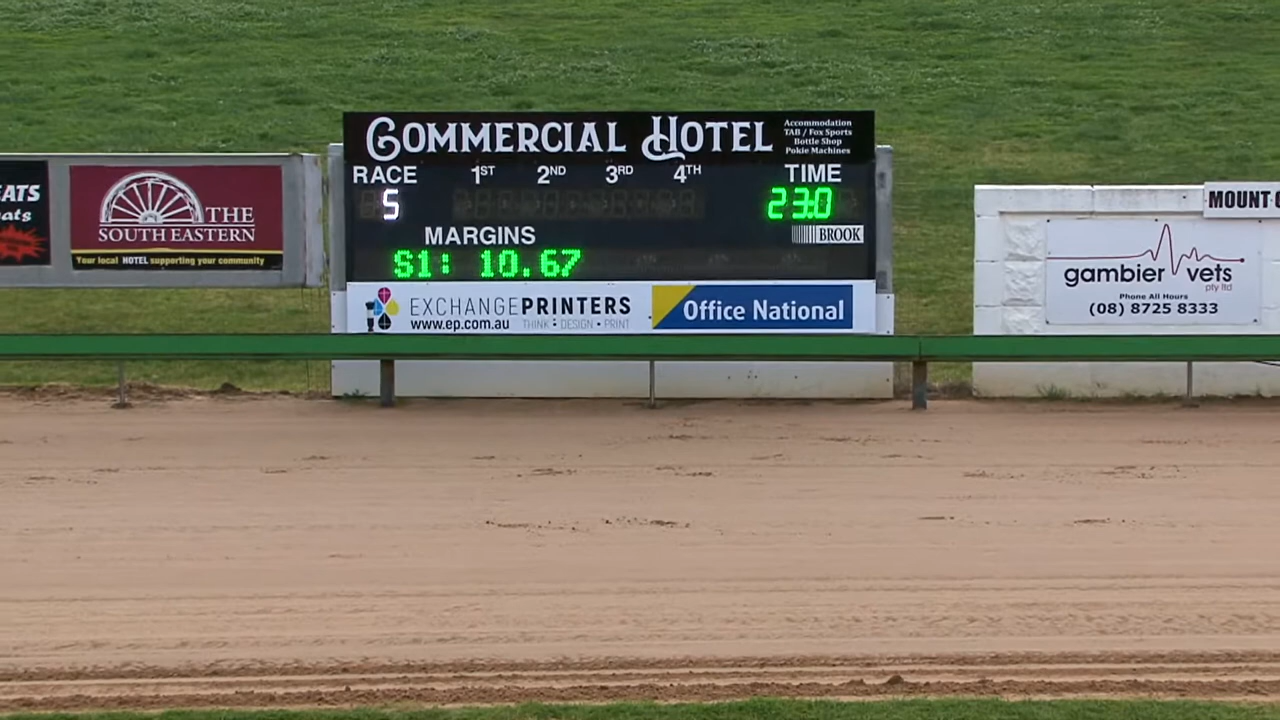 COMMERCIAL HOTEL
Accommodation
TAB / Fox Sports
Bottle Shop
Pokie Machines
RACE 1ST 2ND 3RD 4TH TIME
5 23.0
MARGINS
BROOK
S1: 10.67
EXCHANGEPRINTERS
www.ep.com.au THINK : DESIGN • PRINT
Office National
EATS
THE
SOUTH EASTERN
Your local HOTEL supporting your community
MOUNT
gambier vets
pty ltd
Phone All Hours
(08) 8725 8333